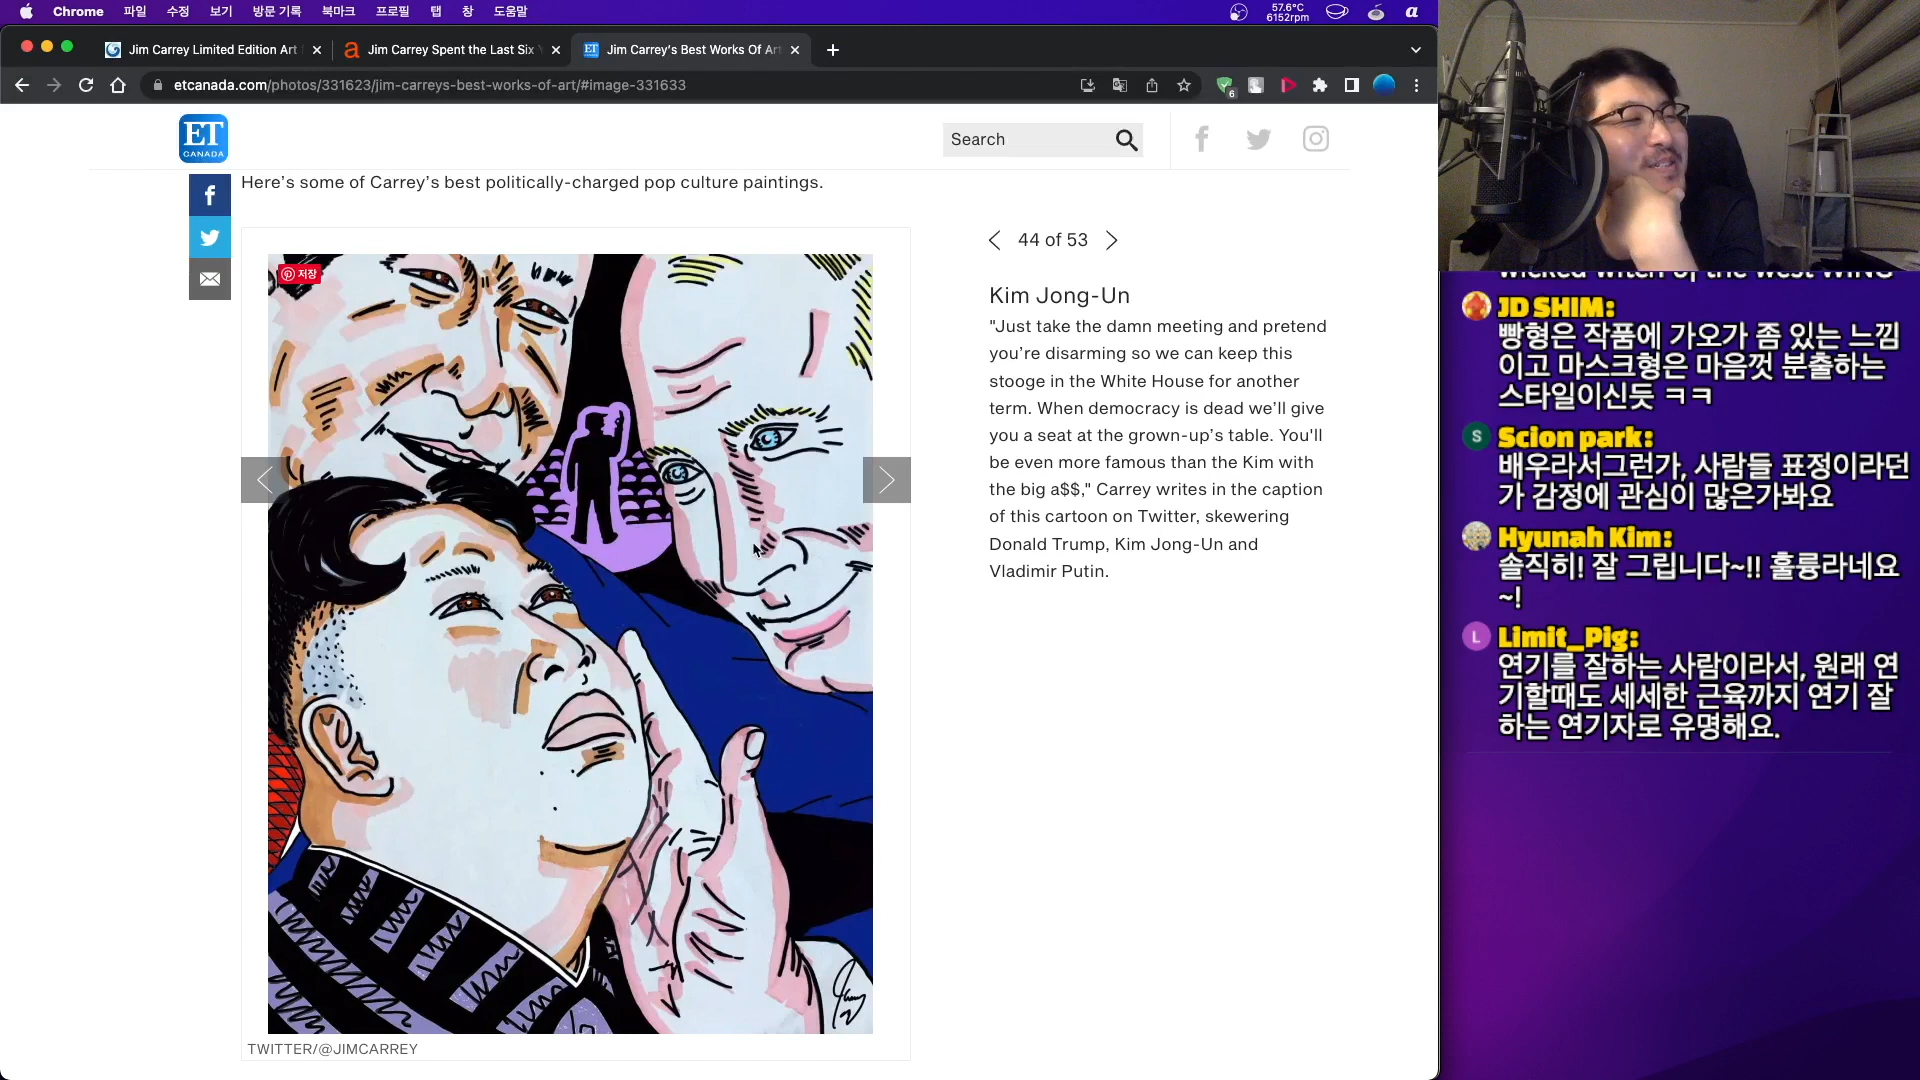 Chrome 파일 수정 보기 방문 기록 북마크 프로필 탭 창 도움말
57.6°C
6152rpm
Jim Carrey Limited Edition Art
Jim Carrey Spent the Last Six Y
Jim Carrey's Best Works Of Art
etcanada.com/photos/331623/jim-carreys-best-works-of-art/#image-331633
6
ET
CANADA
Search
Here's some of Carrey's best politically-charged pop culture paintings.
저장
44 of 53
Kim Jong-Un
"Just take the damn meeting and pretend
you're disarming so we can keep this
stooge in the White House for another
term. When democracy is dead we'll give
you a seat at the grown-up's table. You'll
be even more famous than the Kim with
the big a$$," Carrey writes in the caption
of this cartoon on Twitter, skewering
Donald Trump, Kim Jong-Un and
Vladimir Putin.
TWITTER/@JIMCARREY
wicked witch of the west WING
JD SHIM:
빵형은 작품에 가오가 좀 있는 느낌
이고 마스크형은 마음껏 분출하는
스타일이신듯 ㅋㅋ
S
Scion park:
배우라서그런가, 사람들 표정이라던
가 감정에 관심이 많은가봐요
Hyunah Kim:
솔직히! 잘 그립니다~!! 훌륭라네요
~!
L
Limit_Pig:
연기를 잘하는 사람이라서, 원래 연
기할때도 세세한 근육까지 연기 잘
하는 연기자로 유명해요.